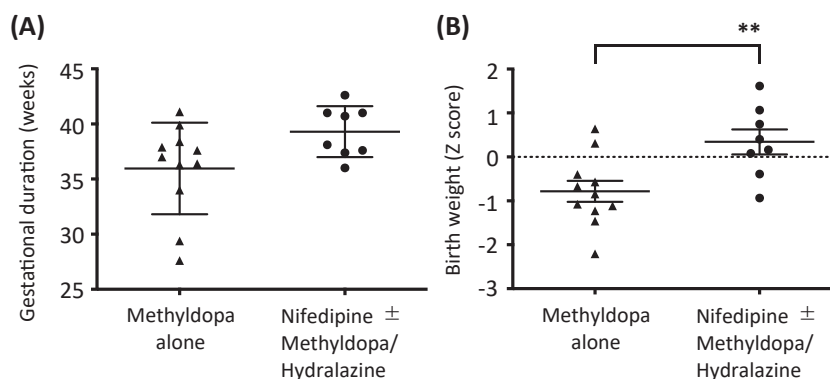 (A)
Gestational duration (weeks)
45
40
35
30
25
Methyldopa
alone
Nifedipine ±
Methyldopa/
Hydralazine
(B)
**
Birth weight (Z score)
2
1
0
-1
-2
-3
Methyldopa
alone
Nifedipine ±
Methyldopa/
Hydralazine